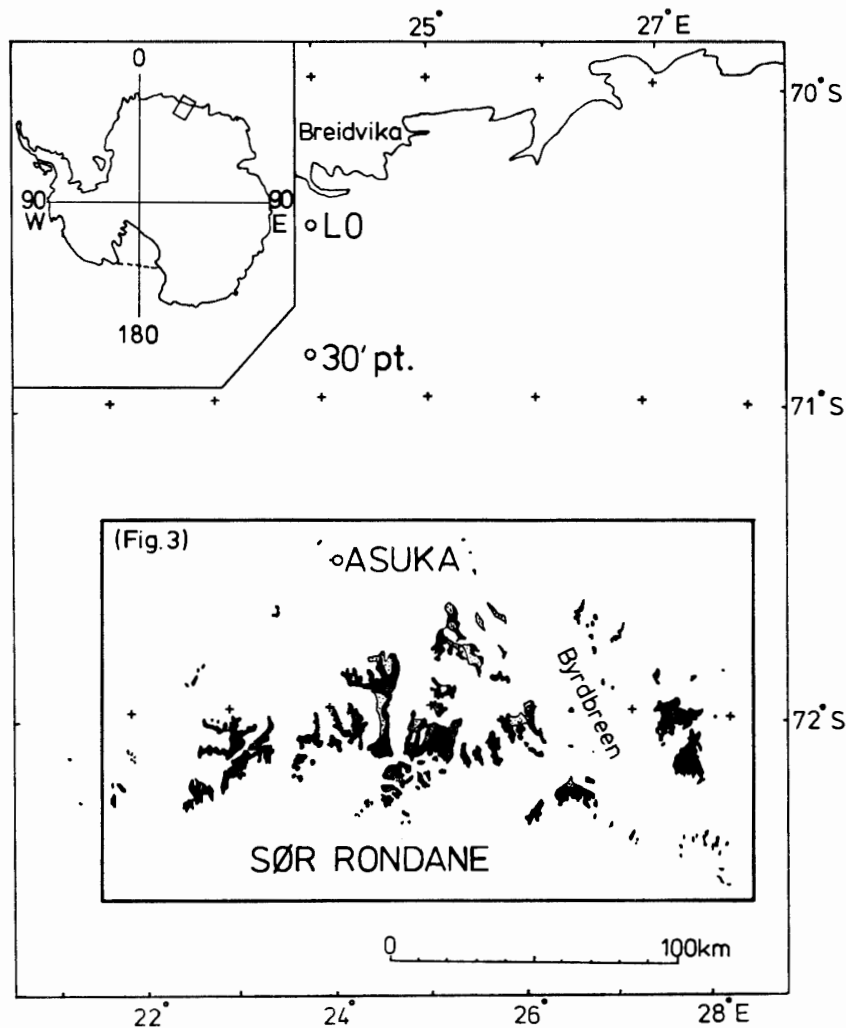 25° 27°E
0
70°S
Breidvika
90 W
90 E
L0
180
30' pt.
71°S
(Fig.3)
ASUKA
Byrdbreen
72°S
SØR RONDANE
0 100km
22° 24° 25° 26° 28°E